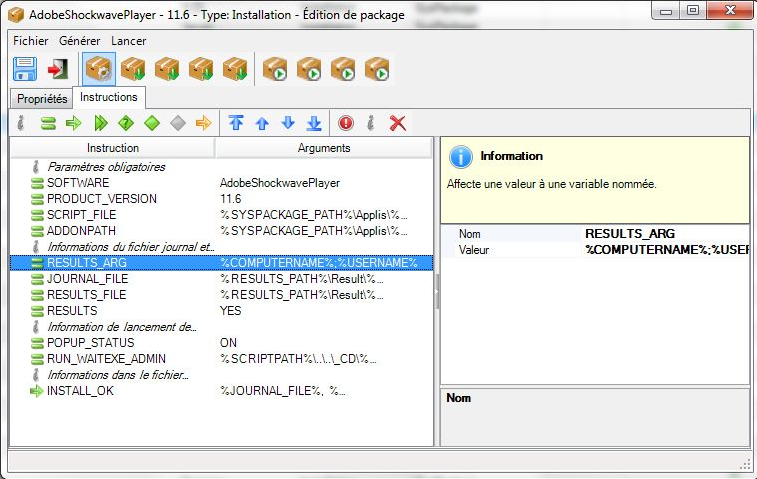 AdobeShockwavePlayer - 11.6 - Type: Installation - Édition de package
Fichier Générer Lancer
Propriétés Instructions
Instruction Arguments
Paramètres obligatoires
SOFTWARE AdobeShockwavePlayer
PRODUCT_VERSION 11.6
SCRIPT_FILE %SYSPACKAGE_PATH%\Applis\%...
ADDONPATH %SYSPACKAGE_PATH%\Applis\%...
Informations du fichier journal et...
RESULTS_ARG %COMPUTERNAME%;%USERNAME%
JOURNAL_FILE %RESULTS_PATH%\Result\%...
RESULTS_FILE %RESULTS_PATH%\Result\%...
RESULTS YES
Information de lancement de...
POPUP_STATUS ON
RUN_WAITEXE_ADMIN %SCRIPTPATH%\..\..\_CD\%...
Informations dans le fichier...
INSTALL_OK %JOURNAL_FILE%, %...
Information
Affecte une valeur à une variable nommée.
Nom RESULTS_ARG
Valeur %COMPUTERNAME%;%USER
Nom